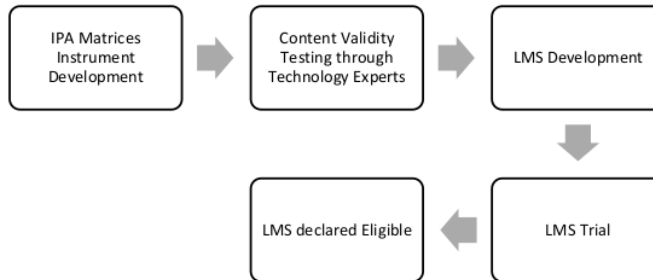 IPA Matrices
Instrument
Development
Content Validity
Testing through
Technology Experts
LMS Development
LMS Trial
LMS declared Eligible